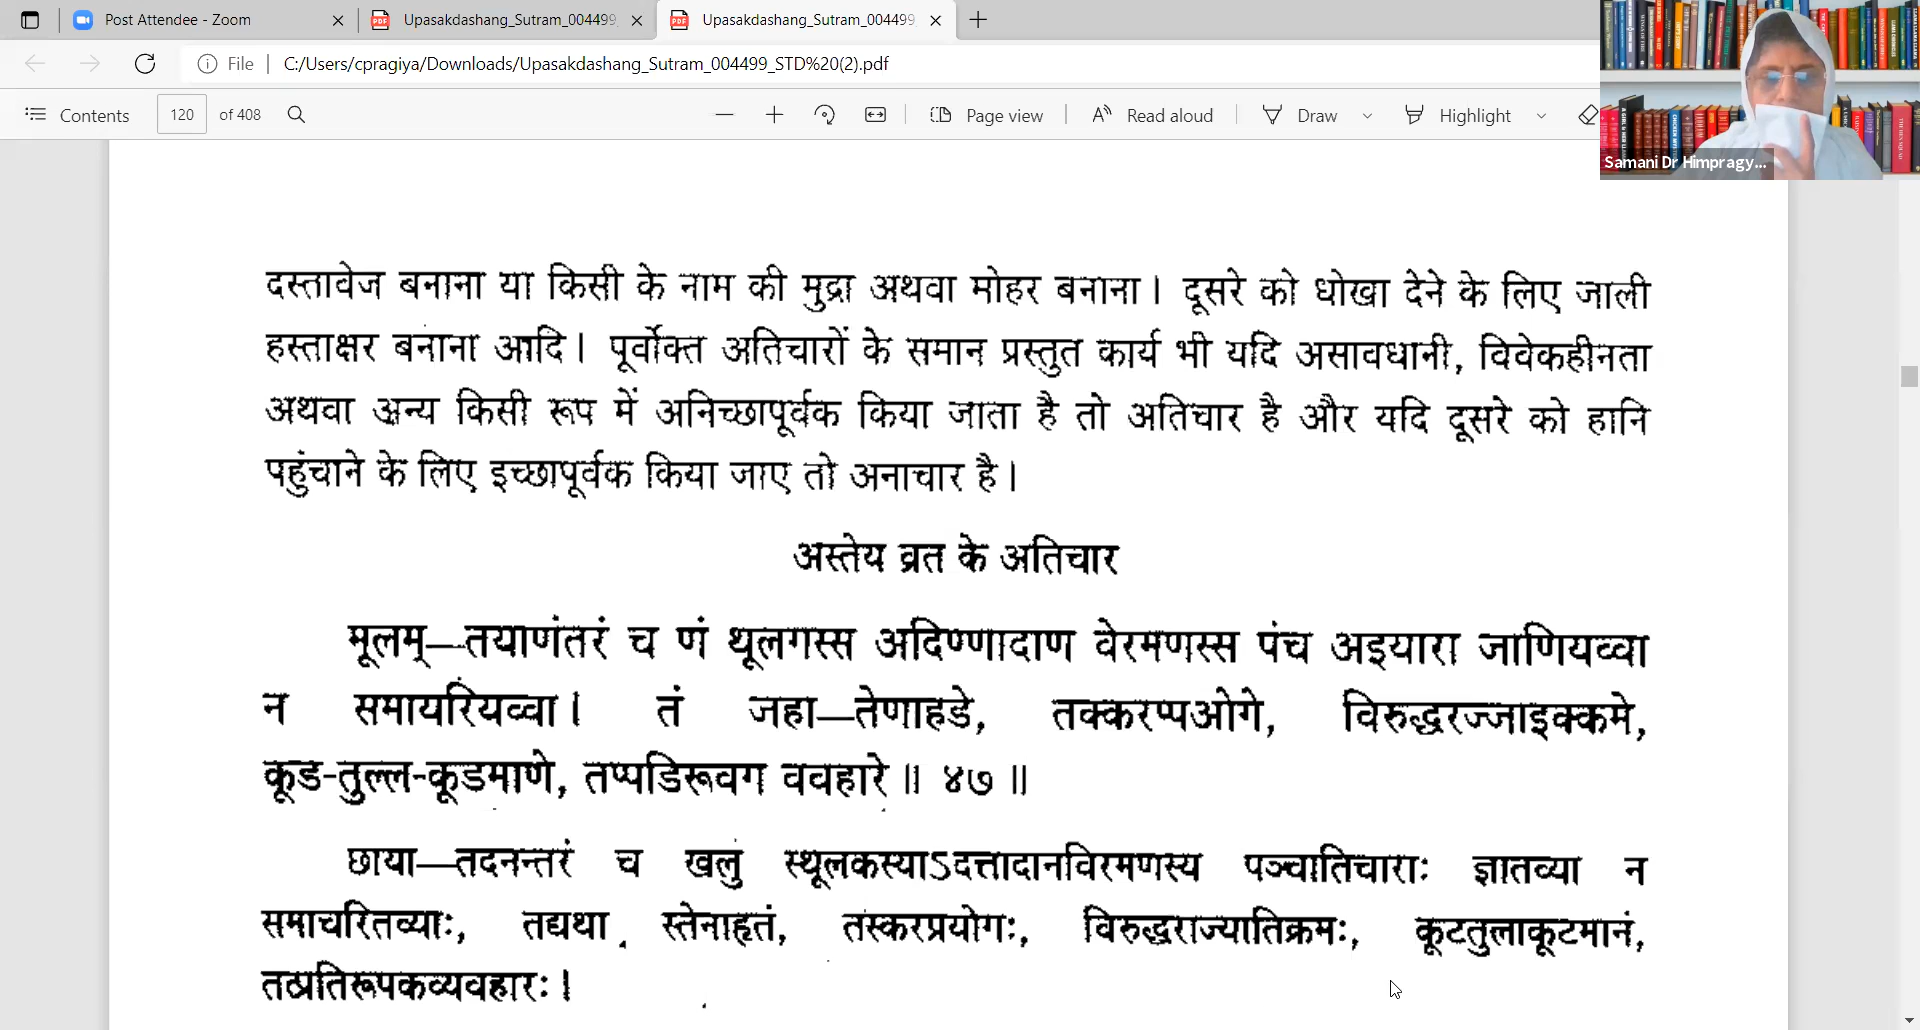 Post Attendee - Zoom
Upasakdashang_Sutram_004499
Upasakdashang_Sutram_004499
File
C:/Users/cpragiya/Downloads/Upasakdashang_Sutram_004499_STD%20(2).pdf
Contents
120
of 408
Page view
Read aloud
Draw
Highlight
Samani Dr Himpragy...
दस्तावेज बनाना या किसी के नाम की मुद्रा अथवा मोहर बनाना। दूसरे को धोखा देने के लिए जाली
हस्ताक्षर बनाना आदि। पूर्वोक्त अतिचारों के समान प्रस्तुत कार्य भी यदि असावधानी, विवेकहीनता
अथवा अन्य किसी रूप में अनिच्छापूर्वक किया जाता है तो अतिचार है और यदि दूसरे को हानि
पहुंचाने के लिए इच्छापूर्वक किया जाए तो अनाचार है।
अस्तेय व्रत के अतिचार
मूलम्—तयाणंतरं च णं थूलगस्स अदिण्णादाण वेरमणस्स पंच अइयारा जाणियव्वा
न समायरियव्वा। तं जहा—तेणाहडे, तक्करप्पओगे, विरुद्धरज्जाइक्कमे,
कूड-तुल्ल-कूडमाणे, तप्पडिरूवग ववहारे ॥ ४७ ॥
छाया—तदनन्तरं च खलु स्थूलकस्याऽदत्तादानविरमणस्य पञ्चातिचाराः ज्ञातव्या न
समाचरितव्याः, तद्यथा स्तेनाहृतं, तस्करप्रयोगः, विरुद्धराज्यातिक्रमः, कूटतुलाकूटमानं,
तत्प्रतिरूपकव्यवहारः।